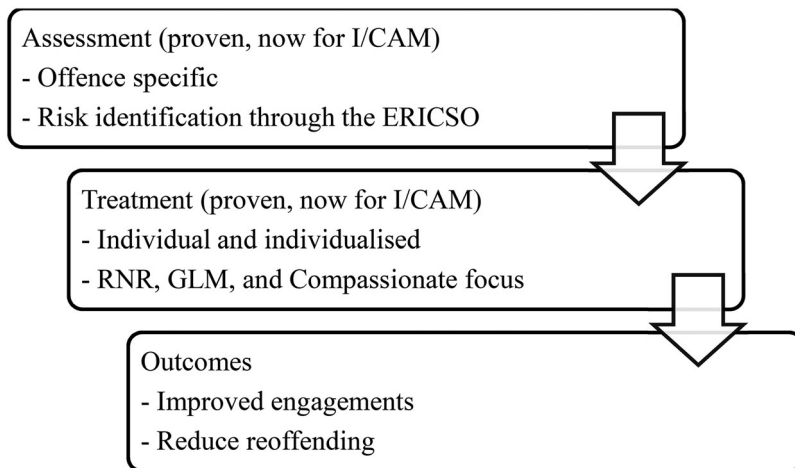 Assessment (proven, now for I/CAM)
- Offence specific
- Risk identification through the ERICSO
Treatment (proven, now for I/CAM)
- Individual and individualised
- RNR, GLM, and Compassionate focus
Outcomes
- Improved engagements
- Reduce reoffending